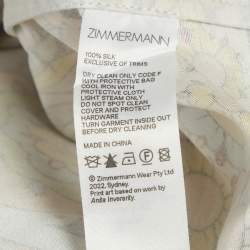 ZIMMERMANN
100% SILK
EXCLUSIVE OF TRIMS
DRY CLEAN ONLY CODE F
WITH PROTECTIVE BAG
COOL IRON WITH
PROTECTIVE CLOTH
LIGHT STEAM ONLY
DO NOT SPOT CLEAN
COVER AND PROTECT
HARDWARE
TURN GARMENT INSIDE OUT
BEFORE DRY CLEANING
MADE IN CHINA
© Zimmermann Wear Pty Ltd
2022, Sydney.
Print art based on work by
Anita Inverarity.